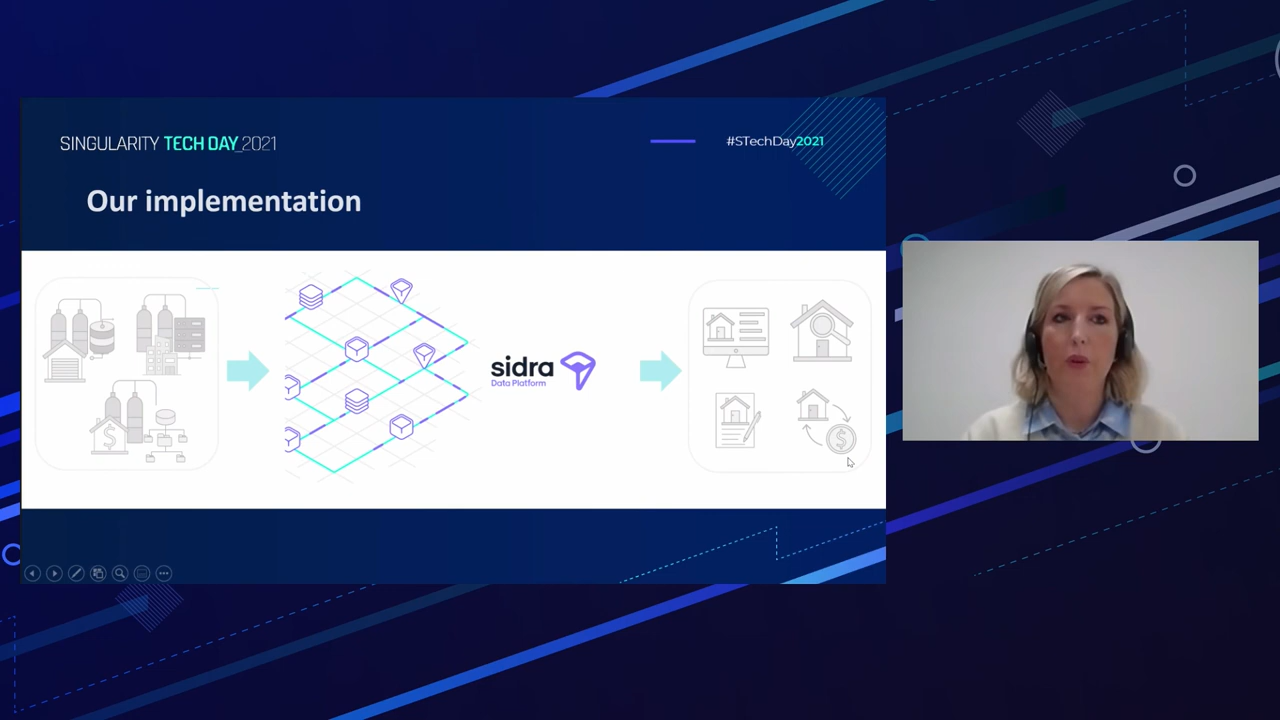 SINGULARITY TECH DAY_2021
#STechDay2021
Our implementation
sidra
Data Platform